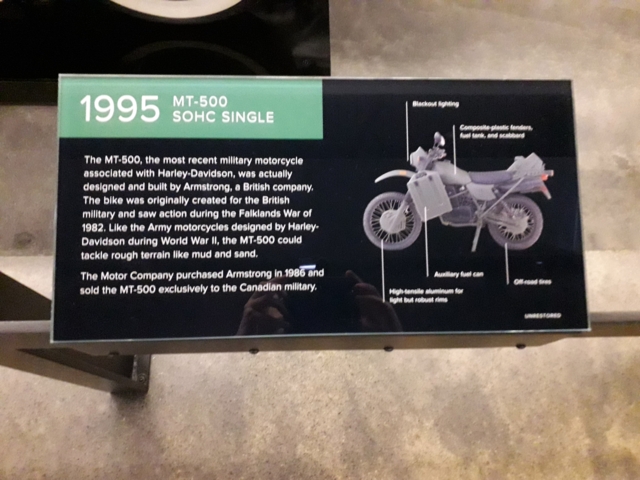 1995
MT-500
SOHC SINGLE
The MT-500, the most recent military motorcycle
associated with Harley-Davidson, was actually
designed and built by Armstrong, a British company.
The bike was originally created for the British
military and saw action during the Falklands War of
1982. Like the Army motorcycles designed by Harley-
Davidson during World War II, the MT-500 could
tackle rough terrain like mud and sand.
The Motor Company purchased Armstrong in 1986 and
sold the MT-500 exclusively to the Canadian military.
Blackout lighting
Composite-plastic fenders,
fuel tank, and scabbard
Auxiliary fuel can
Off-road tires
High-tensile aluminum for
light but robust rims
UNRESTORED